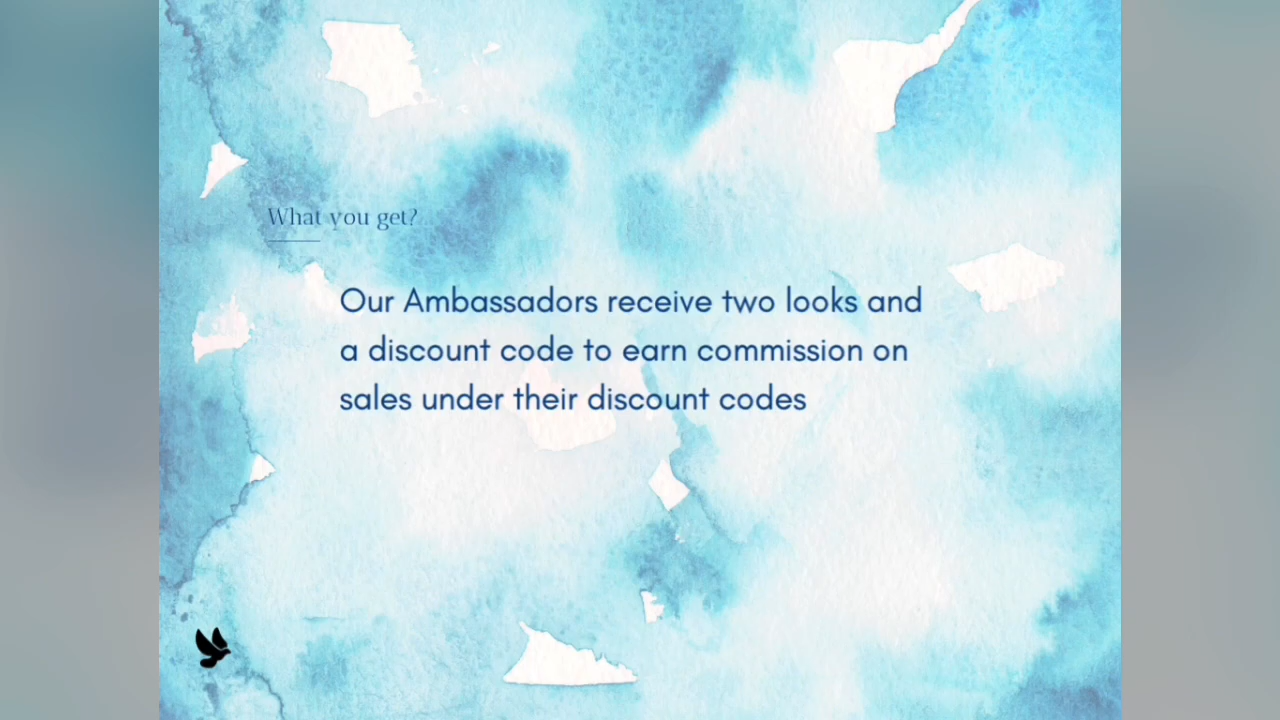 What you get?
Our Ambassadors receive two looks and
a discount code to earn commission on
sales under their discount codes